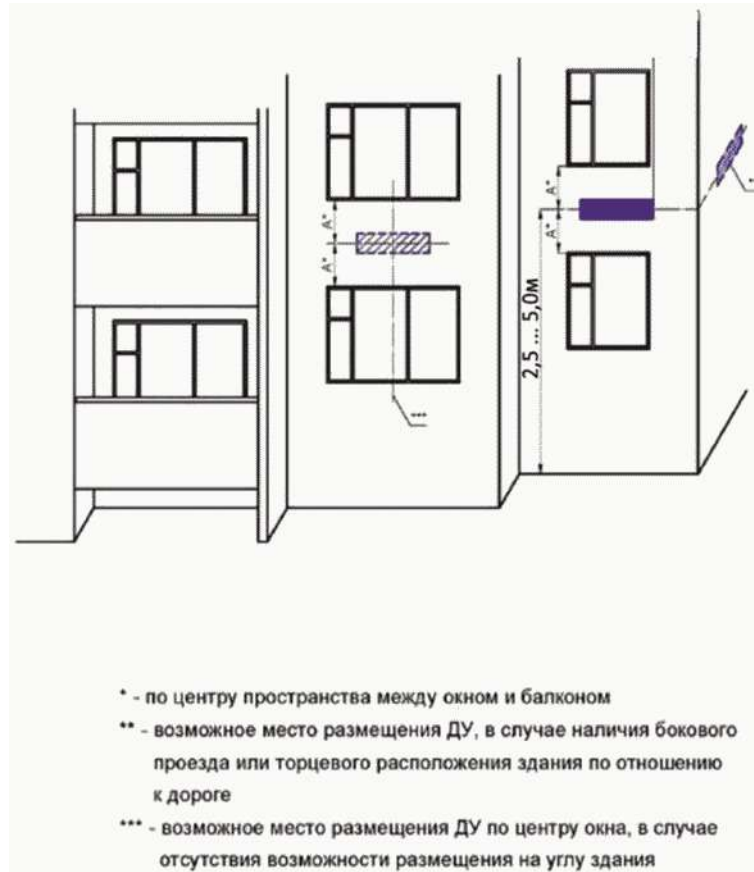 A*
A*
A*
A*
**
2,5 ... 5,0м
***
* - по центру пространства между окном и балконом
** - возможное место размещения ДУ, в случае наличия бокового
проезда или торцевого расположения здания по отношению
к дороге
*** - возможное место размещения ДУ по центру окна, в случае
отсутствия возможности размещения на углу здания